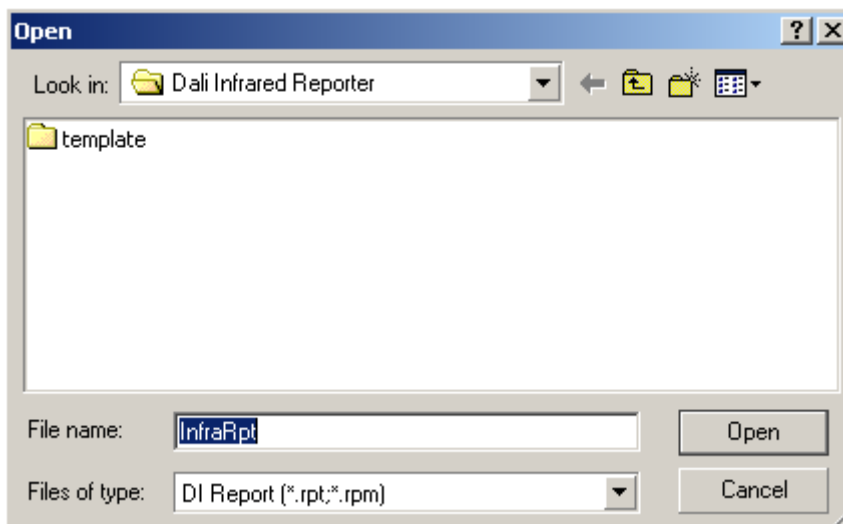 Open
Look in: Dali Infrared Reporter
template
File name: InfraRpt Open
Files of type: DI Report (*.rpt;*.rpm) Cancel